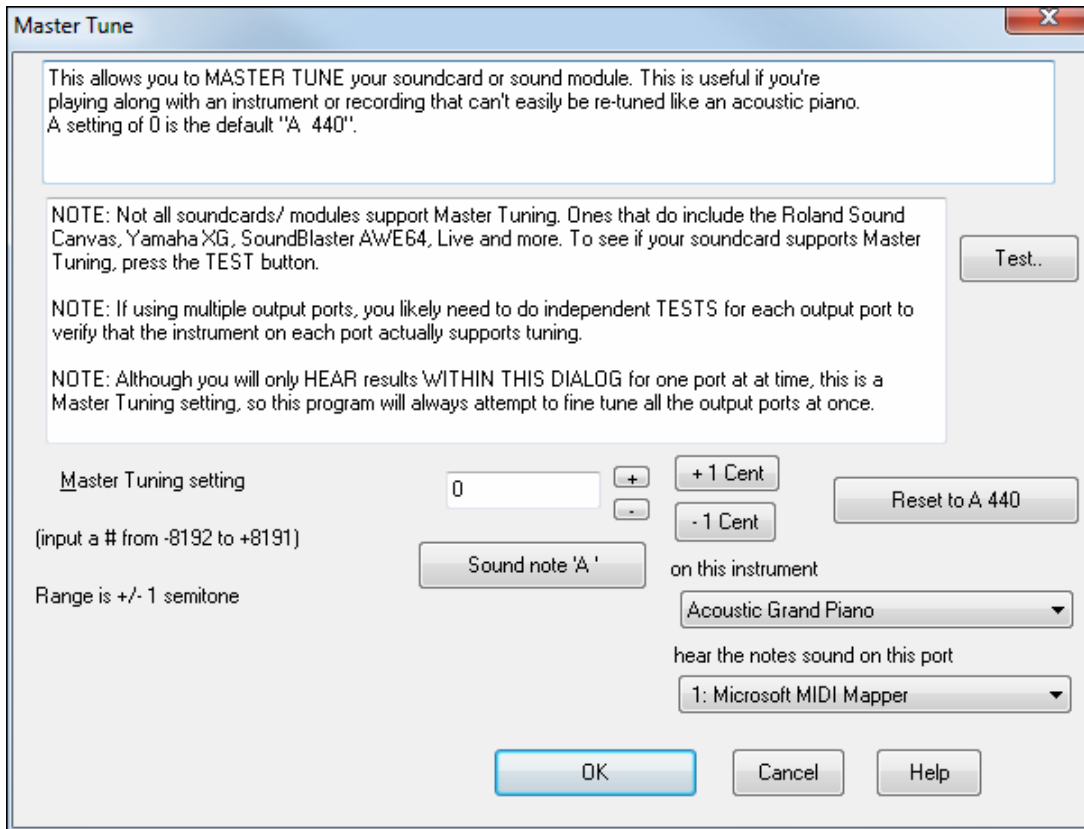 Master Tune
This allows you to MASTER TUNE your soundcard or sound module. This is useful if you're
playing along with an instrument or recording that can't easily be re-tuned like an acoustic piano.
A setting of 0 is the default "A  440".
NOTE: Not all soundcards/ modules support Master Tuning. Ones that do include the Roland Sound
Canvas, Yamaha XG, SoundBlaster AWE64, Live and more. To see if your soundcard supports Master
Tuning, press the TEST button.
Test..
NOTE: If using multiple output ports, you likely need to do independent TESTS for each output port to
verify that the instrument on each port actually supports tuning.
NOTE: Although you will only HEAR results WITHIN THIS DIALOG for one port at at time, this is a
Master Tuning setting, so this program will always attempt to fine tune all the output ports at once.
Master Tuning setting
0
+
-
+ 1 Cent
- 1 Cent
Reset to A 440
(input a # from -8192 to +8191)
Sound note 'A '
on this instrument
Range is +/- 1 semitone
Acoustic Grand Piano
hear the notes sound on this port
1: Microsoft MIDI Mapper
OK
Cancel
Help